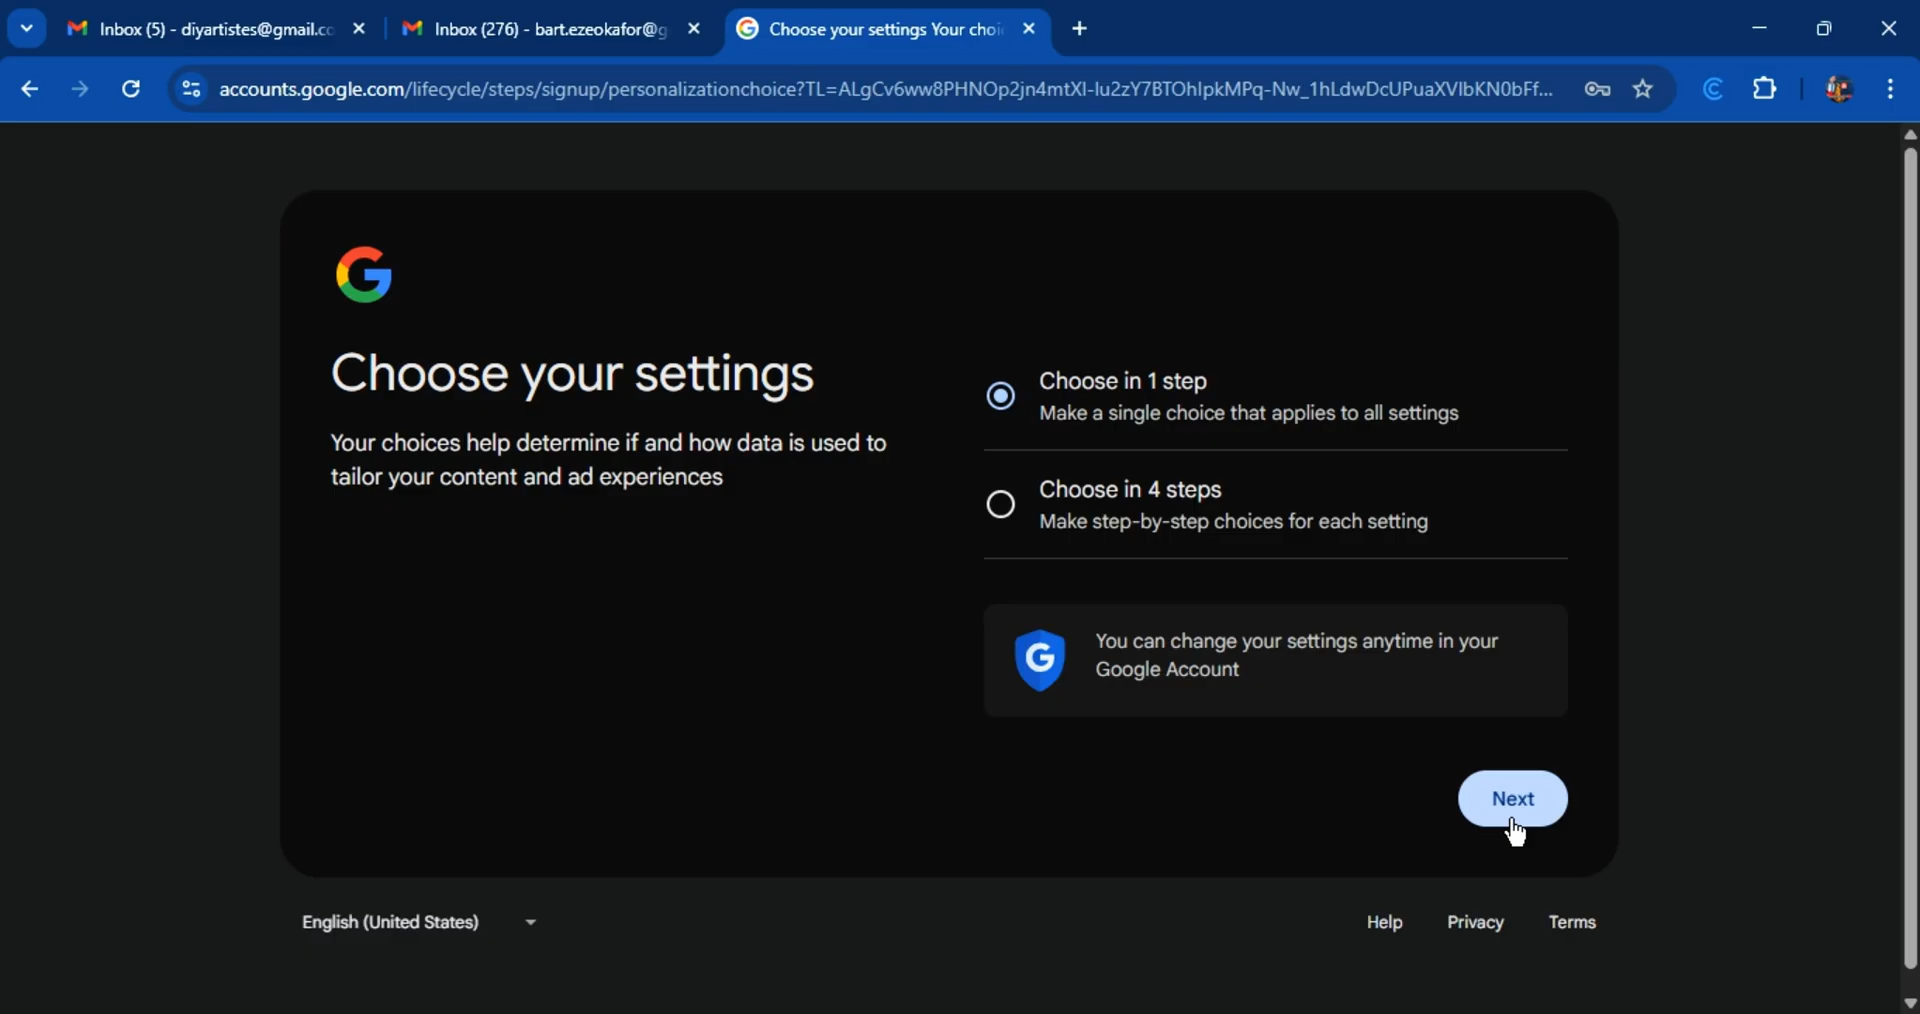 Inbox (5) - diyartistes@gmail.co
Inbox (276) - bart.ezeokafor@g
Choose your settings Your choi
accounts.google.com/lifecycle/steps/signup/personalizationchoice?TL=ALgCv6ww8PHNOp2jn4mtXI-Iu2zY7BTOhlpkMPq-Nw_1hLdwDcUPuaXVIbKN0bFf...
Choose your settings
Your choices help determine if and how data is used to
tailor your content and ad experiences
Choose in 1 step
Make a single choice that applies to all settings
Choose in 4 steps
Make step-by-step choices for each setting
You can change your settings anytime in your
Google Account
Next
English (United States)
Help
Privacy
Terms